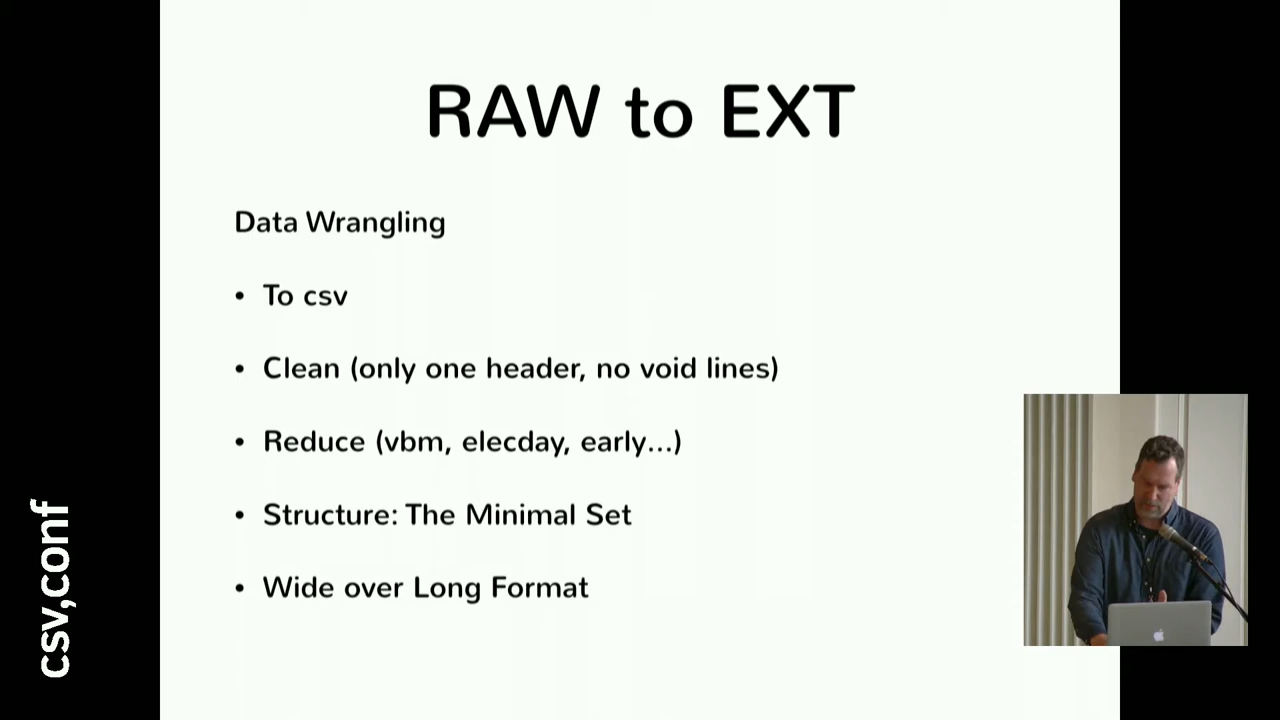 RAW to EXT
Data Wrangling
• To csv
• Clean (only one header, no void lines)
• Reduce (vbm, elecday, early...)
• Structure: The Minimal Set
• Wide over Long Format
csv,conf